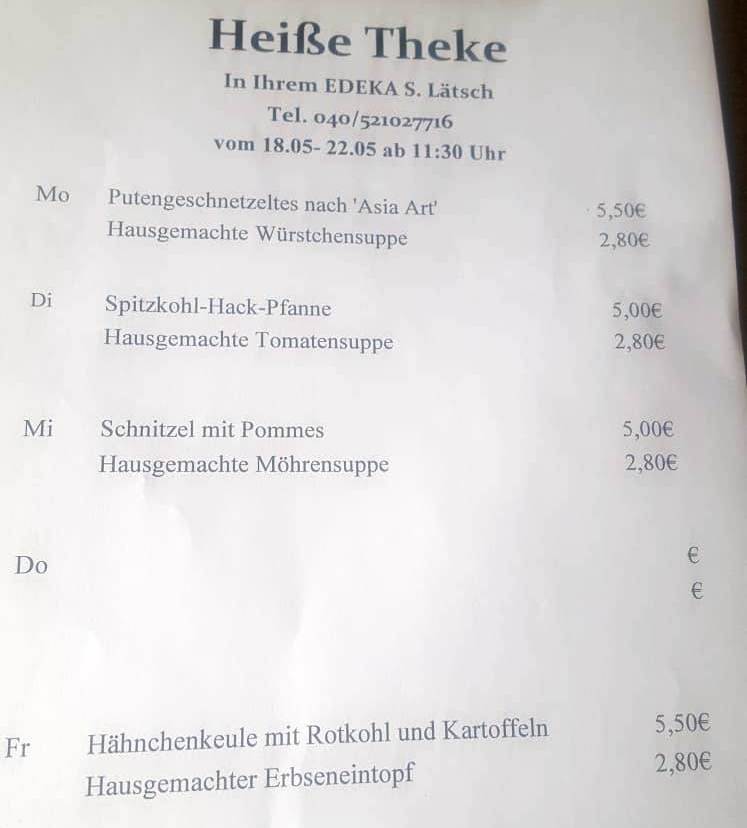 Heiße Theke
In Ihrem EDEKA S. Lätsch
Tel. 040/521027716
vom 18.05- 22.05 ab 11:30 Uhr
Mo Putengeschnetzeltes nach 'Asia Art' 5,50€
Hausgemachte Würstchensuppe 2,80€
Di Spitzkohl-Hack-Pfanne 5,00€
Hausgemachte Tomatensuppe 2,80€
Mi Schnitzel mit Pommes 5,00€
Hausgemachte Möhrensuppe 2,80€
Do €
€
Fr Hähnchenkeule mit Rotkohl und Kartoffeln 5,50€
Hausgemachter Erbseneintopf 2,80€